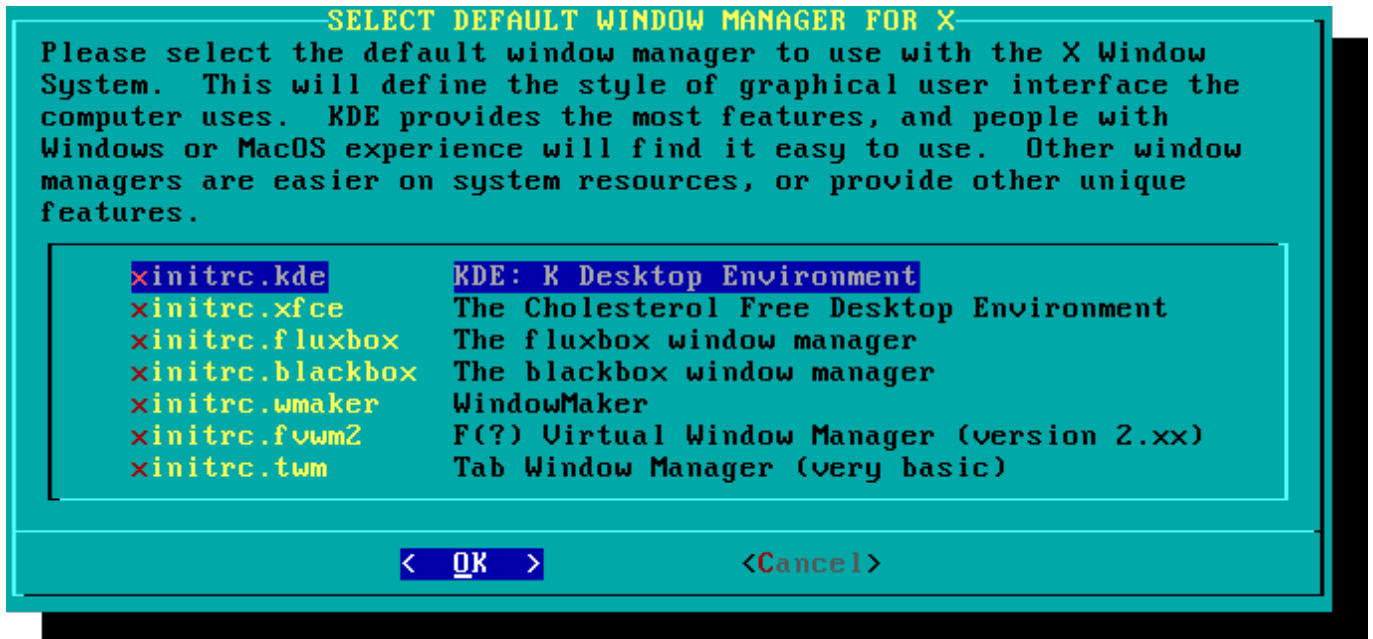 SELECT DEFAULT WINDOW MANAGER FOR X
Please select the default window manager to use with the X Window
System.  This will define the style of graphical user interface the
computer uses.  KDE provides the most features, and people with
Windows or MacOS experience will find it easy to use.  Other window
managers are easier on system resources, or provide other unique
features.
xinitrc.kde KDE: K Desktop Environment
xinitrc.xfce The Cholesterol Free Desktop Environment
xinitrc.fluxbox The fluxbox window manager
xinitrc.blackbox The blackbox window manager
xinitrc.wmaker WindowMaker
xinitrc.fvwm2 F(?) Virtual Window Manager (version 2.xx)
xinitrc.twm Tab Window Manager (very basic)
< OK > <Cancel>